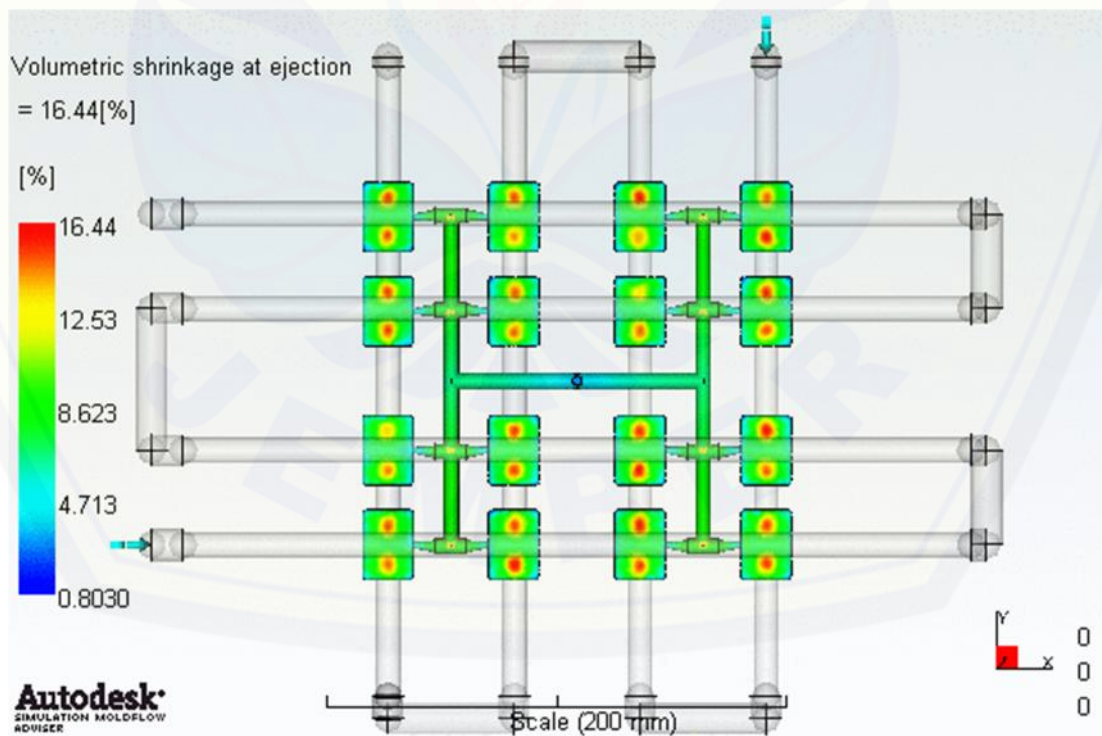 Volumetric shrinkage at ejection
= 16.44[%]
[%]
16.44
12.53
8.623
4.713
0.8030
JEMBER
Y
X
0
0
0
Autodesk
SIMULATION MOLDFLOW
ADVISER
Scale (200 mm)